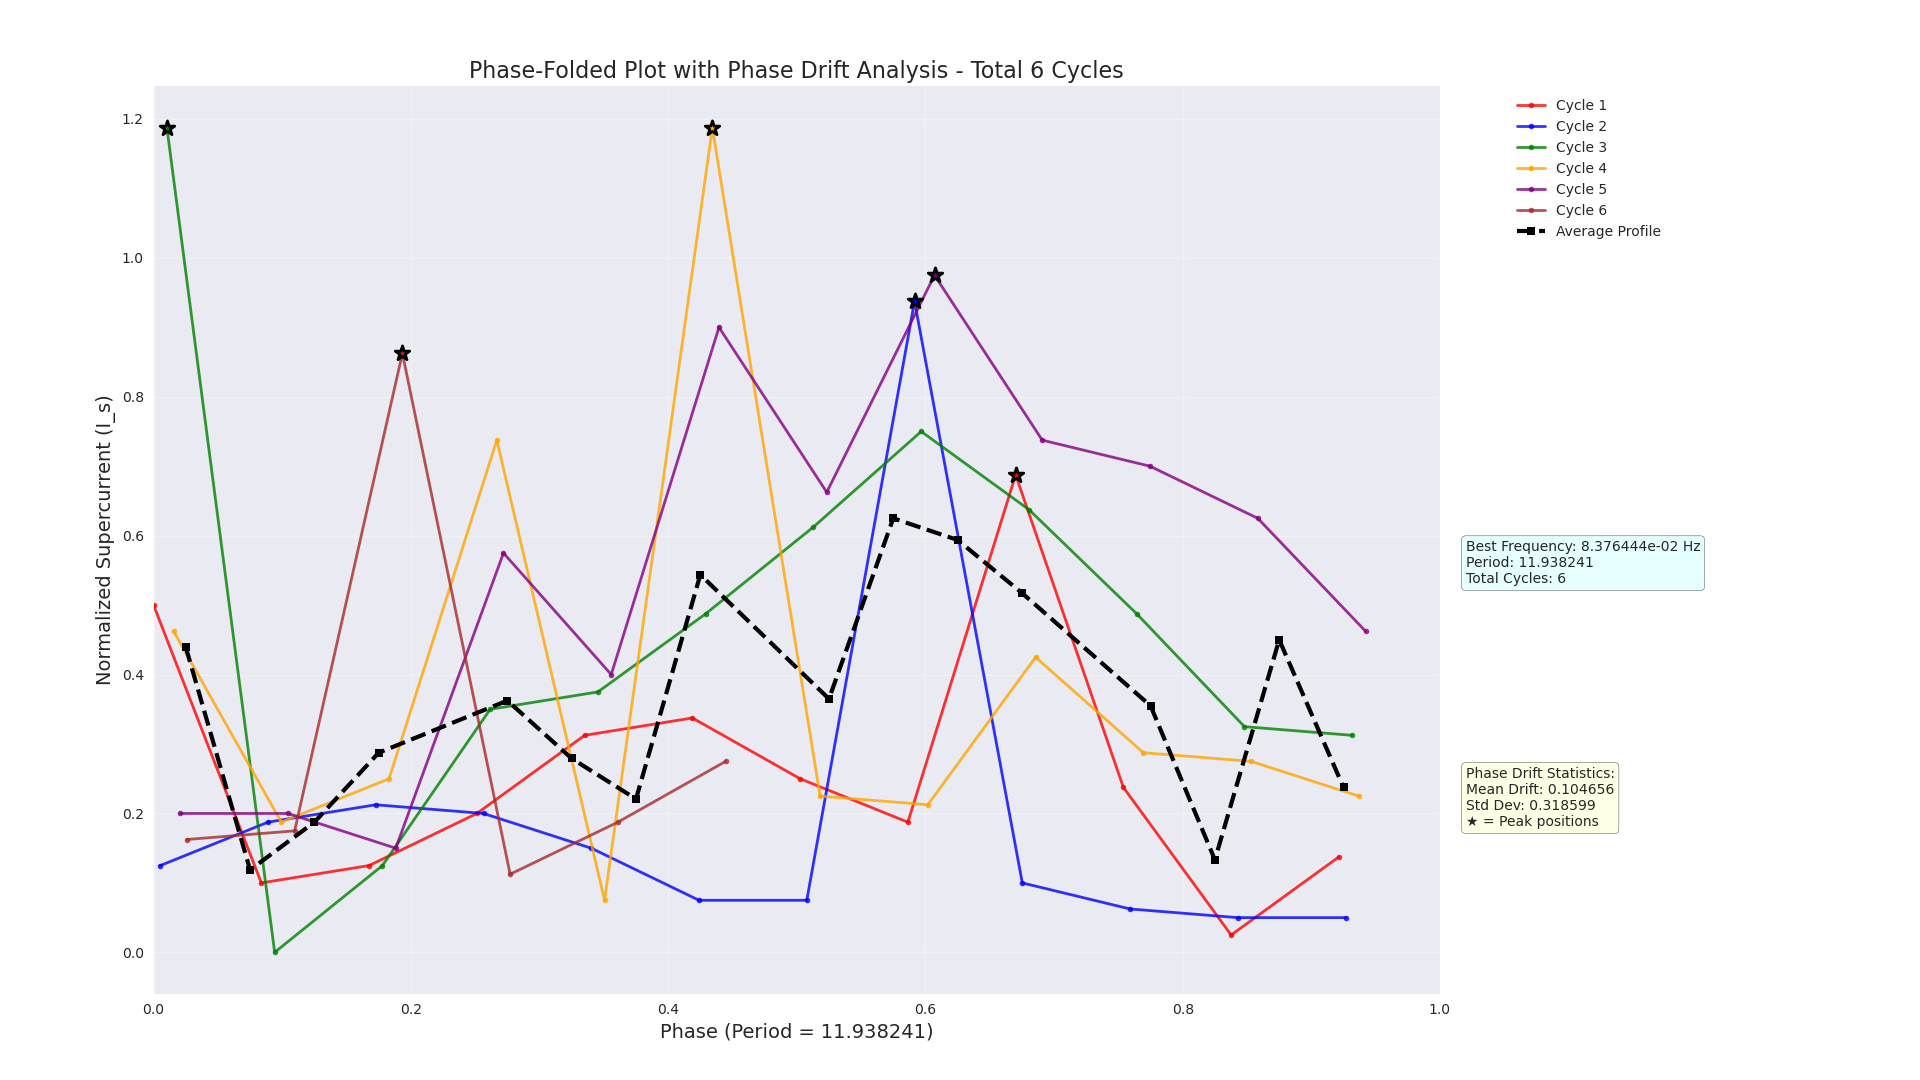 Phase-Folded Plot with Phase Drift Analysis - Total 6 Cycles
Normalized Supercurrent (I_s)
1.2
1.0
0.8
0.6
0.4
0.2
0.0
0.0
0.2
0.4
0.6
0.8
1.0
Phase (Period = 11.938241)
Cycle 1
Cycle 2
Cycle 3
Cycle 4
Cycle 5
Cycle 6
Average Profile
Best Frequency: 8.376444e-02 Hz
Period: 11.938241
Total Cycles: 6
Phase Drift Statistics:
Mean Drift: 0.104656
Std Dev: 0.318599
★ = Peak positions